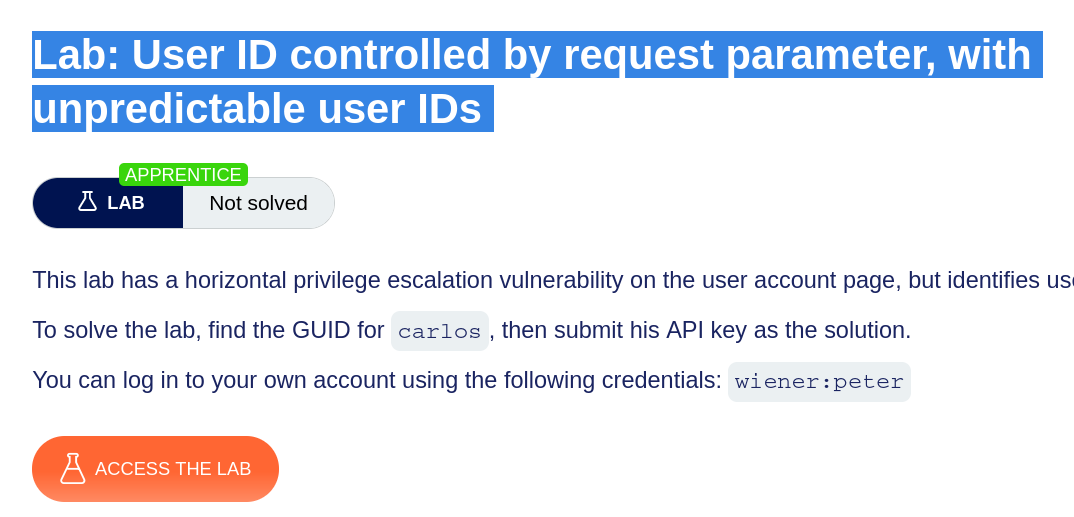 Lab: User ID controlled by request parameter, with
unpredictable user IDs
APPRENTICE
LAB
Not solved
This lab has a horizontal privilege escalation vulnerability on the user account page, but identifies
To solve the lab, find the GUID for carlos, then submit his API key as the solution.
You can log in to your own account using the following credentials: wiener:peter
ACCESS THE LAB